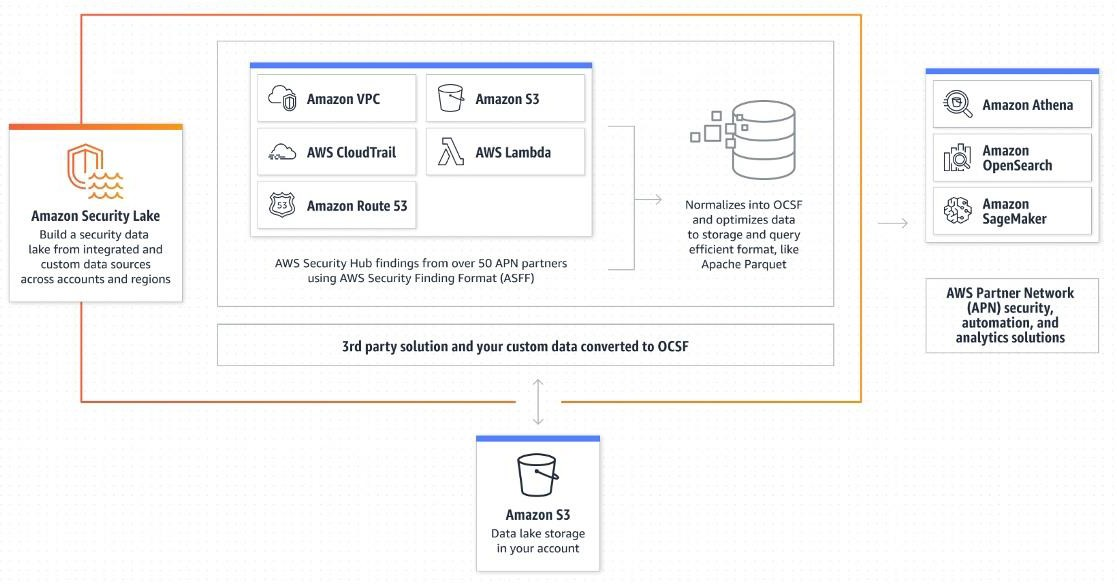 Amazon Security Lake
Build a security data
lake from integrated and
custom data sources
across accounts and regions
Amazon VPC
Amazon S3
AWS CloudTrail
AWS Lambda
53
Amazon Route 53
AWS Security Hub findings from over 50 APN partners
using AWS Security Finding Format (ASFF)
Normalizes into OCSF
and optimizes data
to storage and query
efficient format, like
Apache Parquet
3rd party solution and your custom data converted to OCSF
Amazon S3
Data lake storage
in your account
Amazon Athena
Amazon
OpenSearch
Amazon
SageMaker
AWS Partner Network
(APN) security,
automation, and
analytics solutions